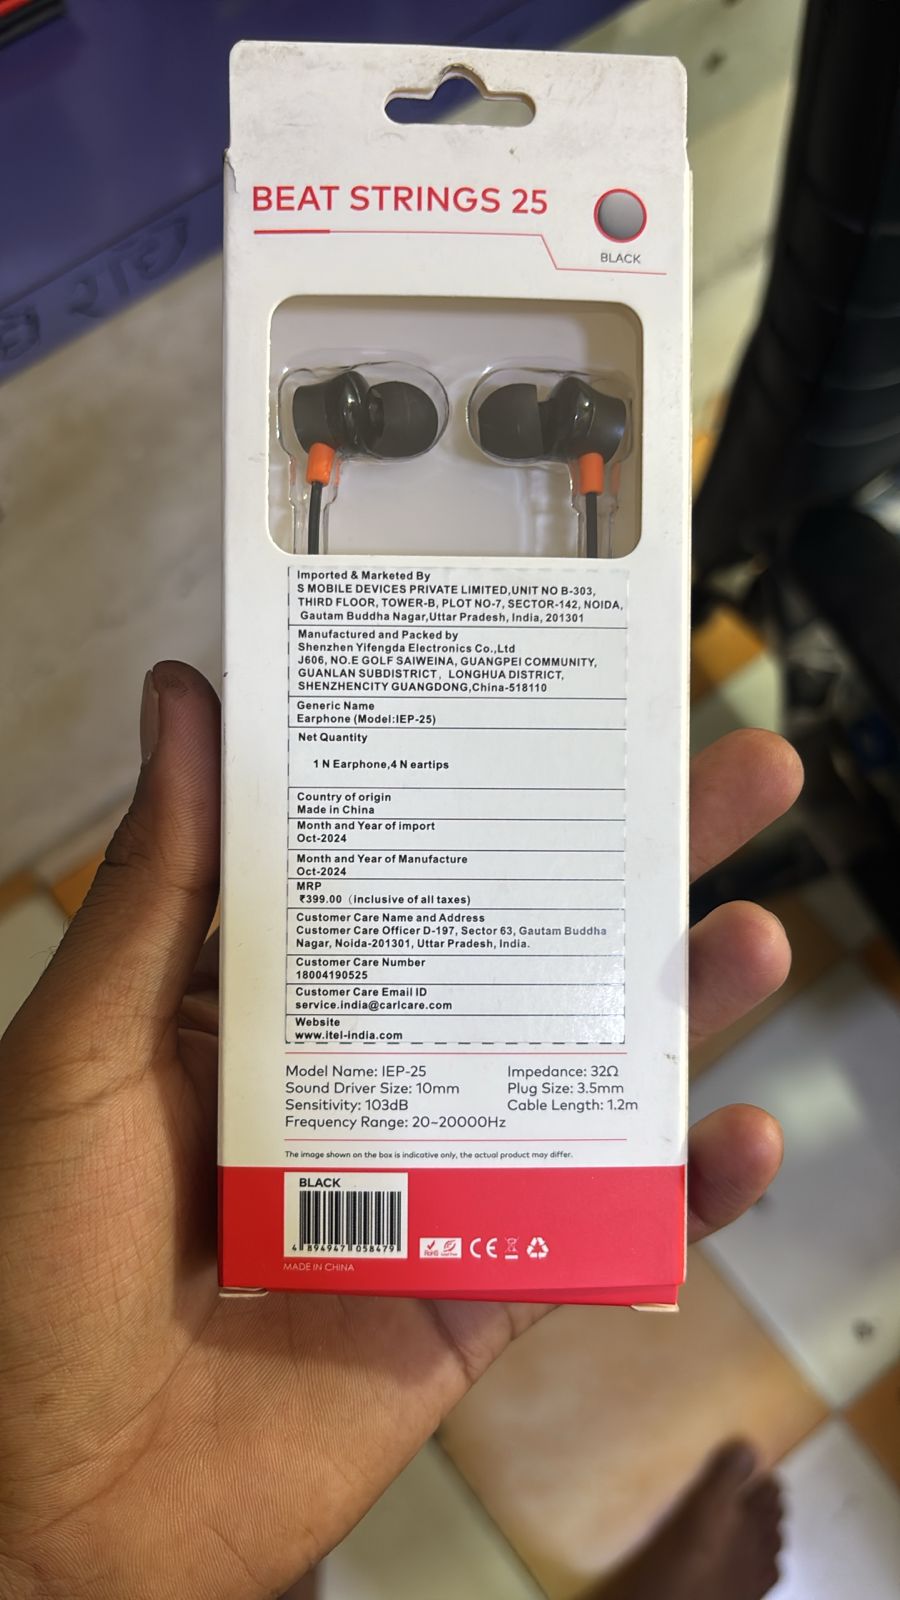 BEAT STRINGS 25
BLACK
Imported & Marketed By
S MOBILE DEVICES PRIVATE LIMITED,UNIT NO B-303,
THIRD FLOOR, TOWER-B, PLOT NO-7, SECTOR-142, NOIDA,
Gautam Buddha Nagar,Uttar Pradesh, India, 201301
Manufactured and Packed by
Shenzhen Yifengda Electronics Co.,Ltd
J606, NO.E GOLF SAIWEINA, GUANGPEI COMMUNITY,
GUANLAN SUBDISTRICT, LONGHUA DISTRICT,
SHENZHENCITY GUANGDONG,China-518110
Generic Name
Earphone (Model:IEP-25)
Net Quantity
1 N Earphone,4 N eartips
Country of origin
Made in China
Month and Year of import
Oct-2024
Month and Year of Manufacture
Oct-2024
MRP
₹399.00 (inclusive of all taxes)
Customer Care Name and Address
Customer Care Officer D-197, Sector 63, Gautam Buddha
Nagar, Noida-201301, Uttar Pradesh, India.
Customer Care Number
18004190525
Customer Care Email ID
service.india@carlcare.com
Website
www.itel-india.com
Model Name: IEP-25
Sound Driver Size: 10mm
Sensitivity: 103dB
Frequency Range: 20~20000Hz
Impedance: 32Ω
Plug Size: 3.5mm
Cable Length: 1.2m
The image shown on the box is indicative only, the actual product may differ.
BLACK
4 894947 058479
RoHS
CE
MADE IN CHINA